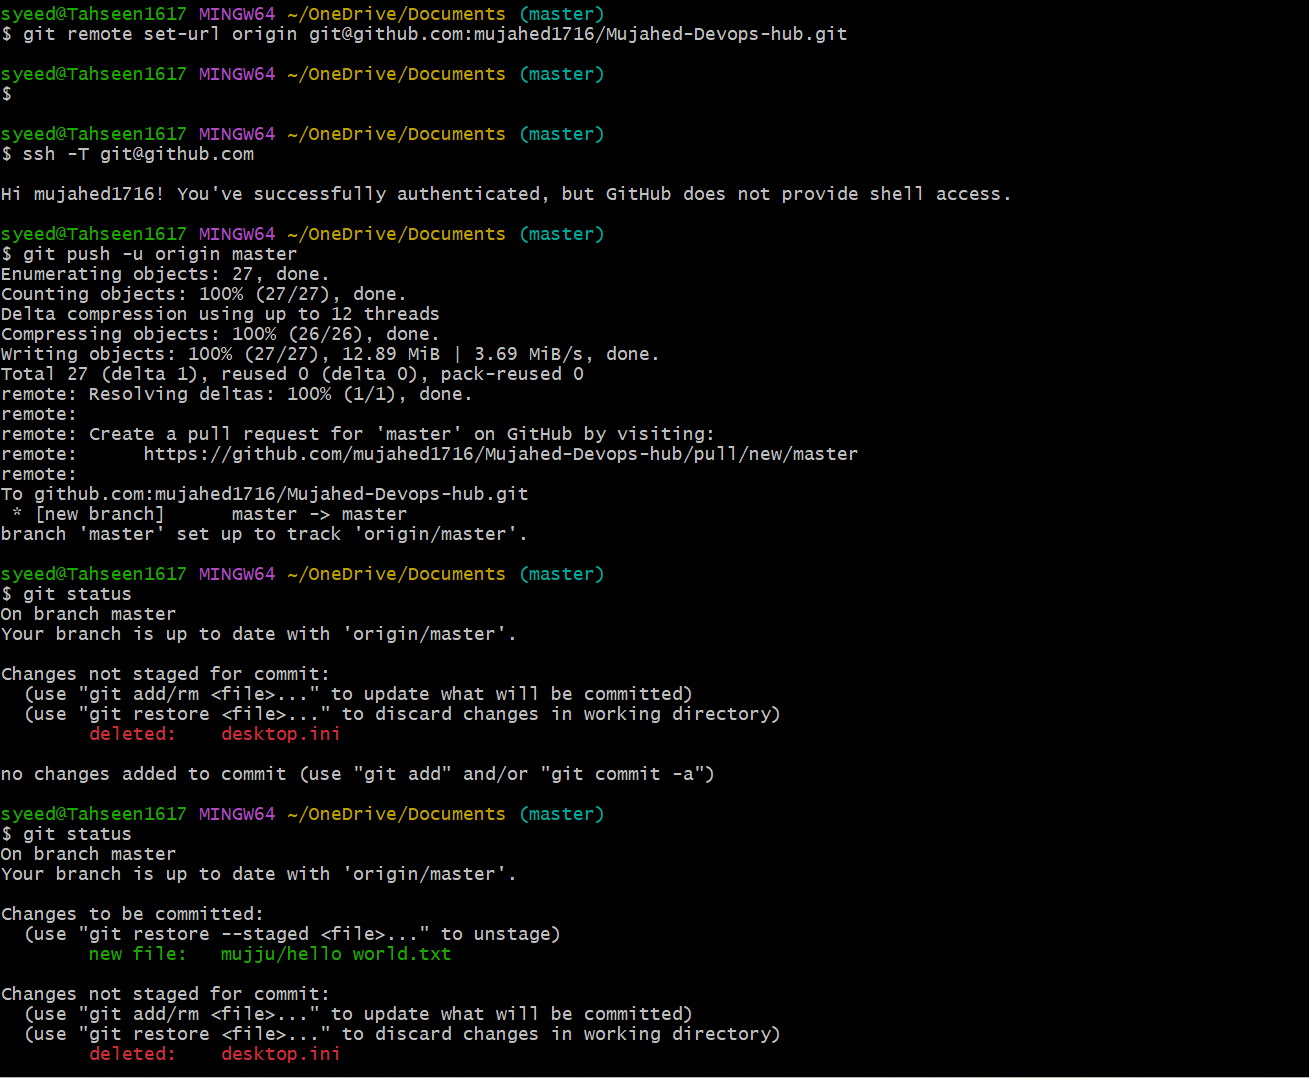 syeed@Tahseen1617 MINGW64 ~/OneDrive/Documents (master)
$ git remote set-url origin git@github.com:mujahed1716/Mujahed-Devops-hub.git

syeed@Tahseen1617 MINGW64 ~/OneDrive/Documents (master)
$

syeed@Tahseen1617 MINGW64 ~/OneDrive/Documents (master)
$ ssh -T git@github.com

Hi mujahed1716! You've successfully authenticated, but GitHub does not provide shell access.

syeed@Tahseen1617 MINGW64 ~/OneDrive/Documents (master)
$ git push -u origin master
Enumerating objects: 27, done.
Counting objects: 100% (27/27), done.
Delta compression using up to 12 threads
Compressing objects: 100% (26/26), done.
Writing objects: 100% (27/27), 12.89 MiB | 3.69 MiB/s, done.
Total 27 (delta 1), reused 0 (delta 0), pack-reused 0
remote: Resolving deltas: 100% (1/1), done.
remote:
remote: Create a pull request for 'master' on GitHub by visiting:
remote:      https://github.com/mujahed1716/Mujahed-Devops-hub/pull/new/master
remote:
To github.com:mujahed1716/Mujahed-Devops-hub.git
 * [new branch]      master -> master
branch 'master' set up to track 'origin/master'.

syeed@Tahseen1617 MINGW64 ~/OneDrive/Documents (master)
$ git status
On branch master
Your branch is up to date with 'origin/master'.

Changes not staged for commit:
  (use "git add/rm <file>..." to update what will be committed)
  (use "git restore <file>..." to discard changes in working directory)
        deleted:    desktop.ini

no changes added to commit (use "git add" and/or "git commit -a")

syeed@Tahseen1617 MINGW64 ~/OneDrive/Documents (master)
$ git status
On branch master
Your branch is up to date with 'origin/master'.

Changes to be committed:
  (use "git restore --staged <file>..." to unstage)
        new file:   mujju/hello world.txt

Changes not staged for commit:
  (use "git add/rm <file>..." to update what will be committed)
  (use "git restore <file>..." to discard changes in working directory)
        deleted:    desktop.ini